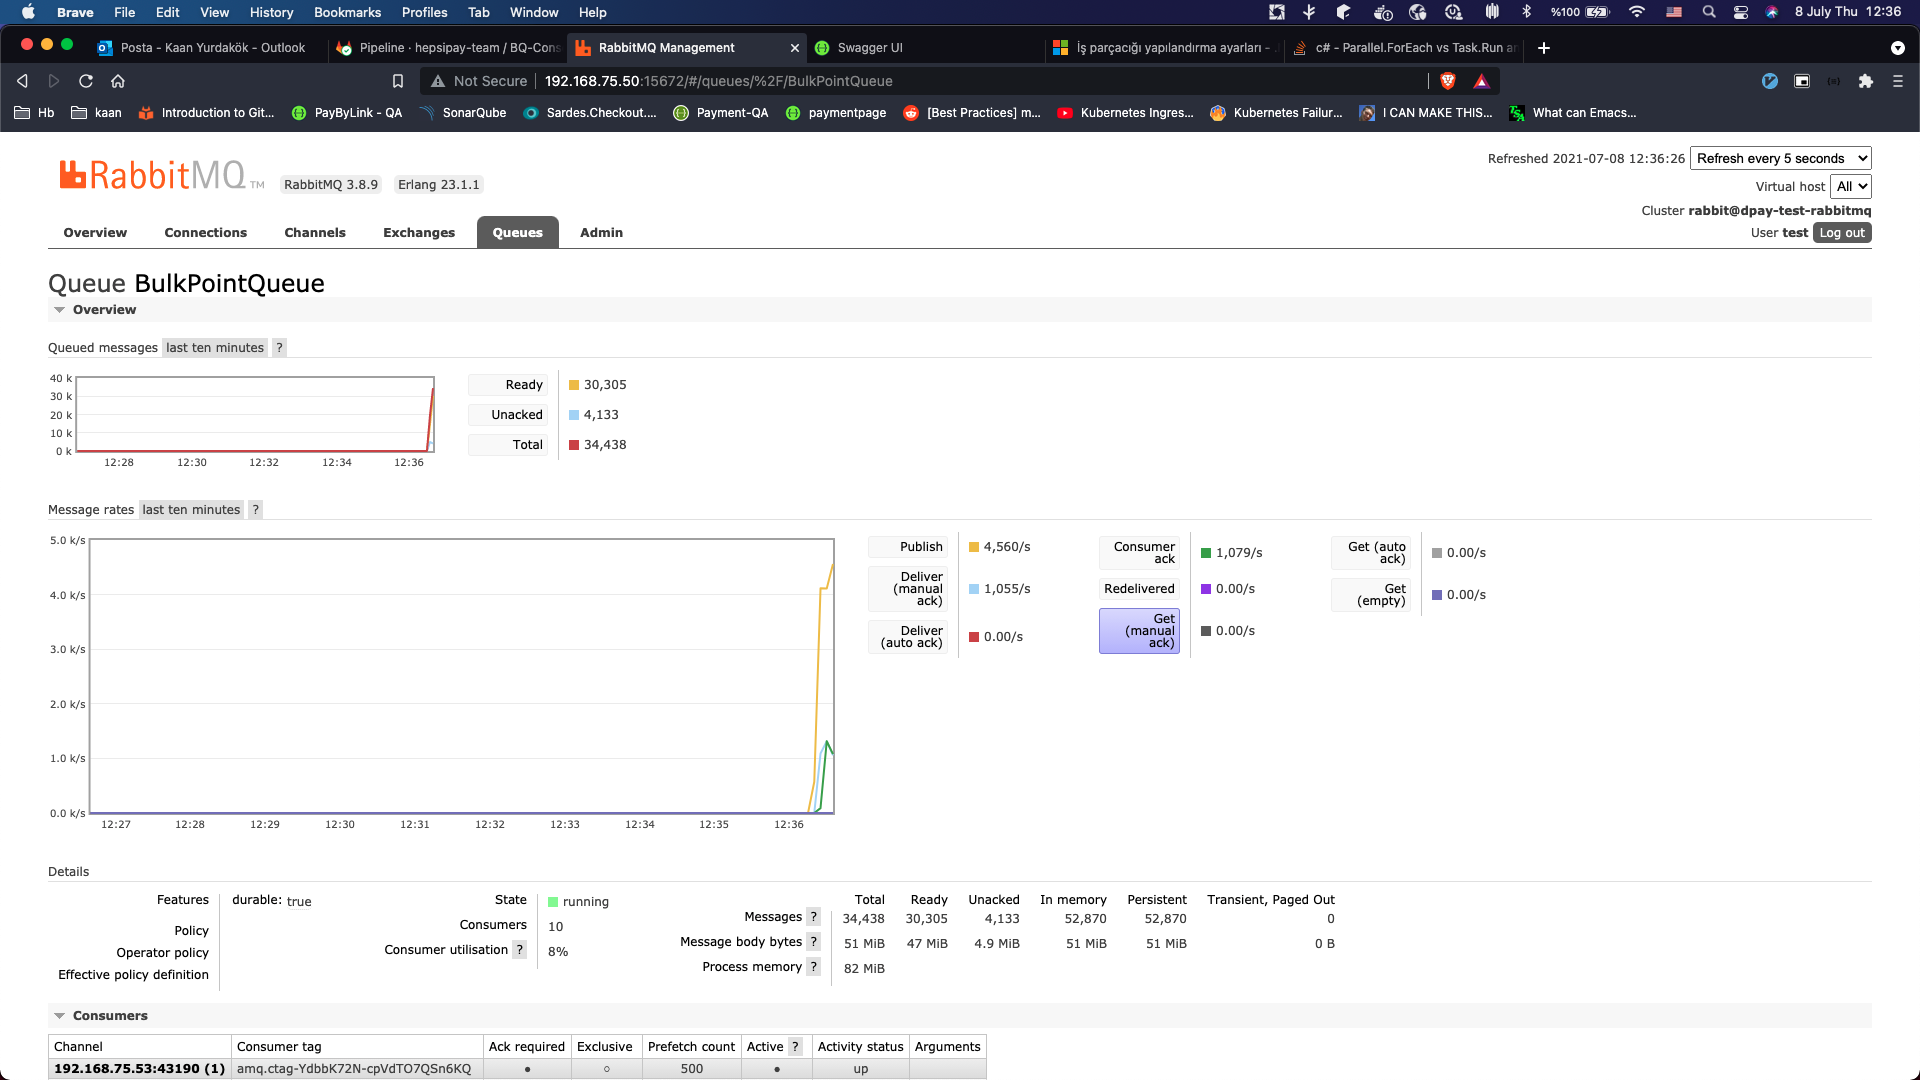 Brave File Edit View History Bookmarks Profiles Tab Window Help %100 8 July Thu 12:36
Posta - Kaan Yurdakök - Outlook Pipeline · hepsipay-team / BQ-Cons RabbitMQ Management Swagger UI İş parçacığı yapılandırma ayarları - . c# - Parallel.ForEach vs Task.Run ar
Not Secure 192.168.75.50:15672/#/queues/%2F/BulkPointQueue
Hb kaan Introduction to Git... PayByLink - QA SonarQube Sardes.Checkout.... Payment-QA paymentpage [Best Practices] m... Kubernetes Ingres... Kubernetes Failur... I CAN MAKE THIS... What can Emacs...
RabbitMQ TM RabbitMQ 3.8.9 Erlang 23.1.1
Refreshed 2021-07-08 12:36:26 Refresh every 5 seconds
Virtual host All
Cluster rabbit@dpay-test-rabbitmq
User test Log out
Overview Connections Channels Exchanges Queues Admin
Queue BulkPointQueue
Overview
Queued messages last ten minutes ?
40 k
30 k
20 k
10 k
0 k
12:28 12:30 12:32 12:34 12:36
Ready 30,305
Unacked 4,133
Total 34,438
Message rates last ten minutes ?
5.0 k/s
4.0 k/s
3.0 k/s
2.0 k/s
1.0 k/s
0.0 k/s
12:27 12:28 12:29 12:30 12:31 12:32 12:33 12:34 12:35 12:36
Publish 4,560/s
Deliver (manual ack) 1,055/s
Deliver (auto ack) 0.00/s
Consumer ack 1,079/s
Redelivered 0.00/s
Get (manual ack) 0.00/s
Get (auto ack) 0.00/s
Get (empty) 0.00/s
Details
Features durable: true
Policy
Operator policy
Effective policy definition
State running
Consumers 10
Consumer utilisation ? 8%
Total Ready Unacked In memory Persistent Transient, Paged Out
Messages ? 34,438 30,305 4,133 52,870 52,870 0
Message body bytes ? 51 MiB 47 MiB 4.9 MiB 51 MiB 51 MiB 0 B
Process memory ? 82 MiB
Consumers
Channel Consumer tag Ack required Exclusive Prefetch count Active ? Activity status Arguments
192.168.75.53:43190 (1) amq.ctag-YdbbK72N-cpVdTO7QSn6KQ ● ○ 500 ● up